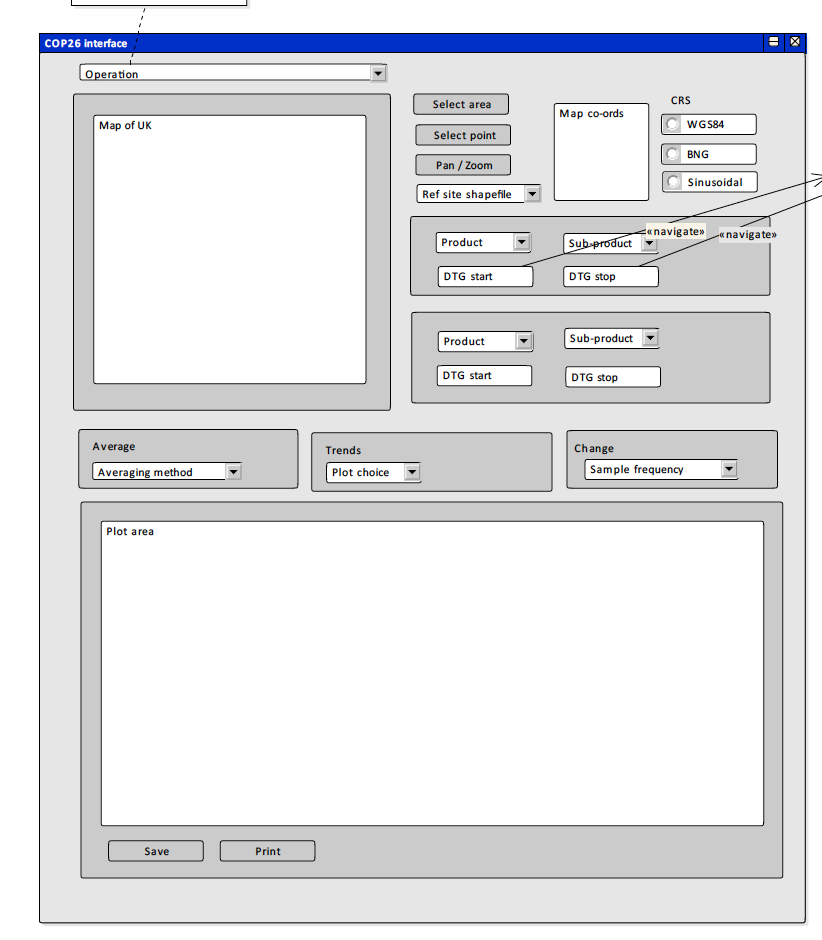 COP26 interface
Operation
Map of UK
Select area
Select point
Pan / Zoom
Ref site shapefile
Map co-ords
CRS
WGS84
BNG
Sinusoidal
«navigate»
«navigate»
Product
Sub-product
DTG start
DTG stop
Product
Sub-product
DTG start
DTG stop
Average
Averaging method
Trends
Plot choice
Change
Sample frequency
Plot area
Save
Print